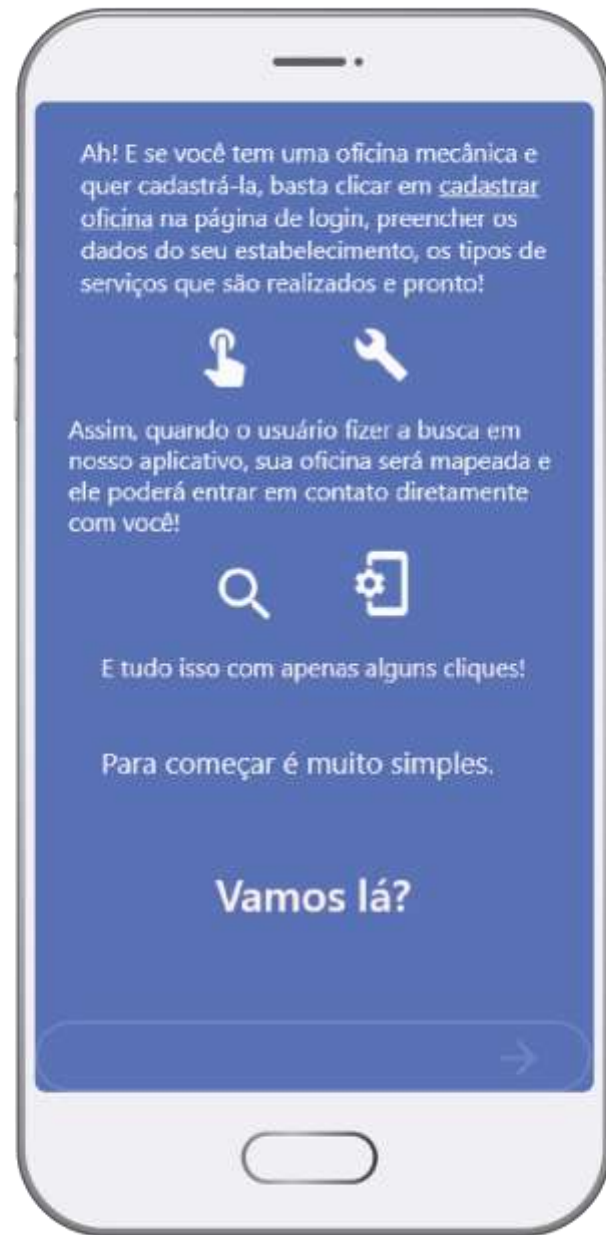 Ah! E se você tem uma oficina mecânica e
quer cadastrá-la, basta clicar em cadastrar
oficina na página de login, preencher os
dados do seu estabelecimento, os tipos de
serviços que são realizados e pronto!
Assim, quando o usuário fizer a busca em
nosso aplicativo, sua oficina será mapeada e
ele poderá entrar em contato diretamente
com você!
E tudo isso com apenas alguns cliques!
Para começar é muito simples.
Vamos lá?